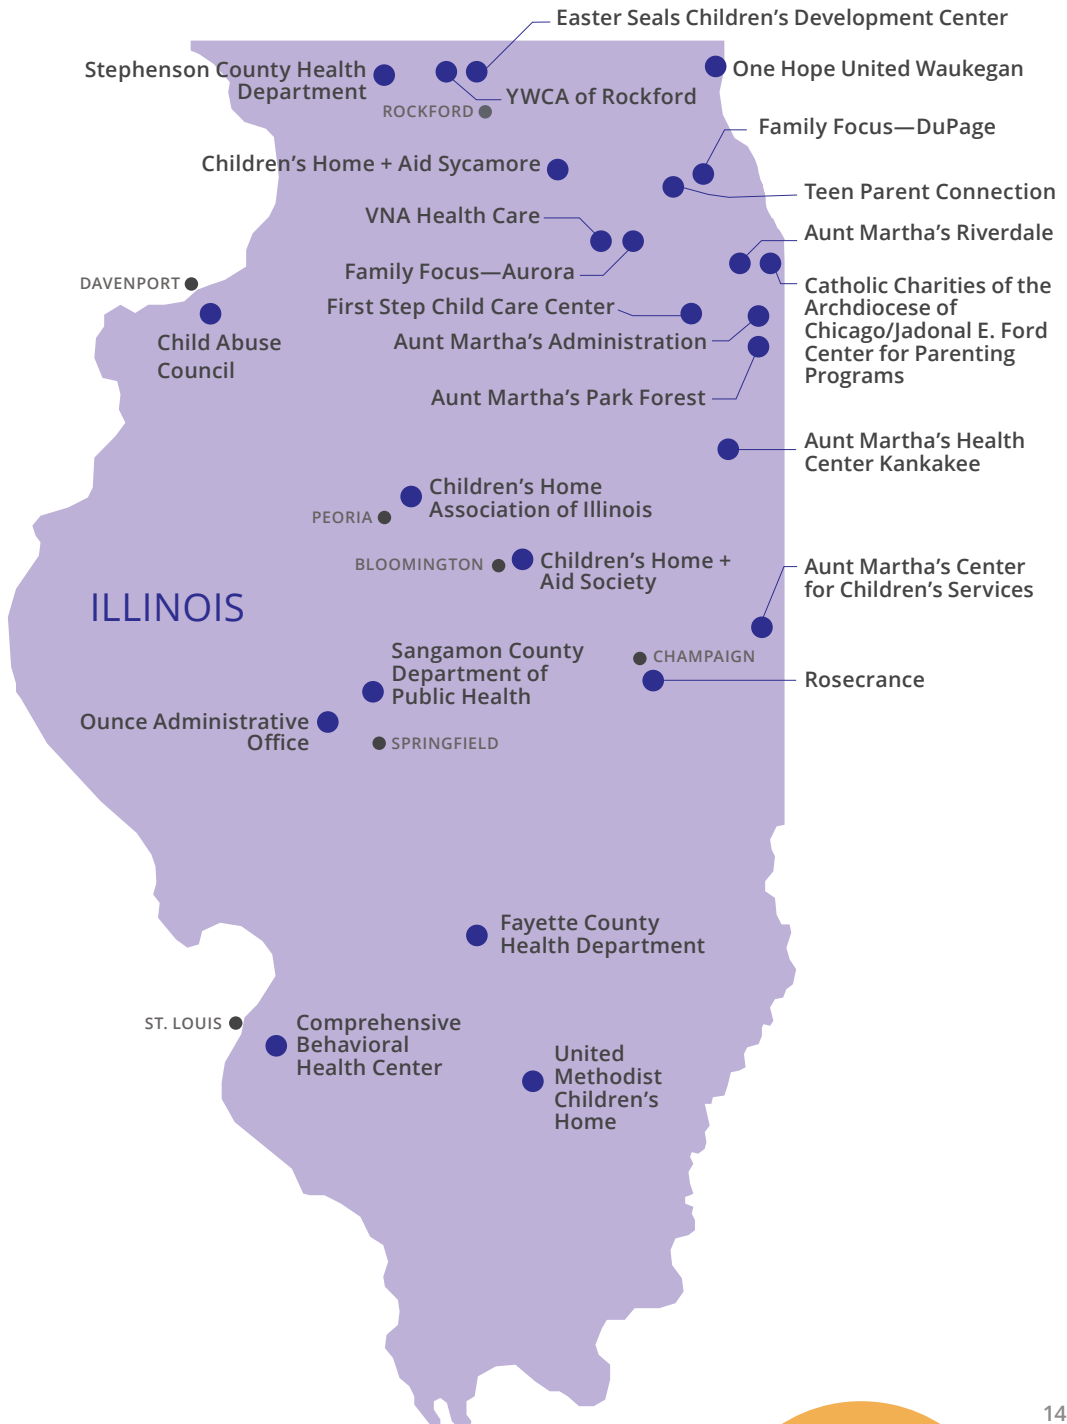 Easter Seals Children’s Development Center
Stephenson County Health
Department
One Hope United Waukegan
YWCA of Rockford
ROCKFORD
Family Focus—DuPage
Children’s Home + Aid Sycamore
Teen Parent Connection
VNA Health Care
Aunt Martha’s Riverdale
Family Focus—Aurora
DAVENPORT
Catholic Charities of the
Archdiocese of
Chicago/Jadonal E. Ford
Center for Parenting
Programs
First Step Child Care Center
Child Abuse
Council
Aunt Martha’s Administration
Aunt Martha’s Park Forest
Aunt Martha’s Health
Center Kankakee
Children’s Home
Association of Illinois
PEORIA
BLOOMINGTON
Children’s Home +
Aid Society
Aunt Martha’s Center
for Children’s Services
ILLINOIS
Sangamon County
Department of
Public Health
CHAMPAIGN
Rosecrance
Ounce Administrative
Office
SPRINGFIELD
Fayette County
Health Department
ST. LOUIS
Comprehensive
Behavioral
Health Center
United
Methodist
Children’s
Home
14